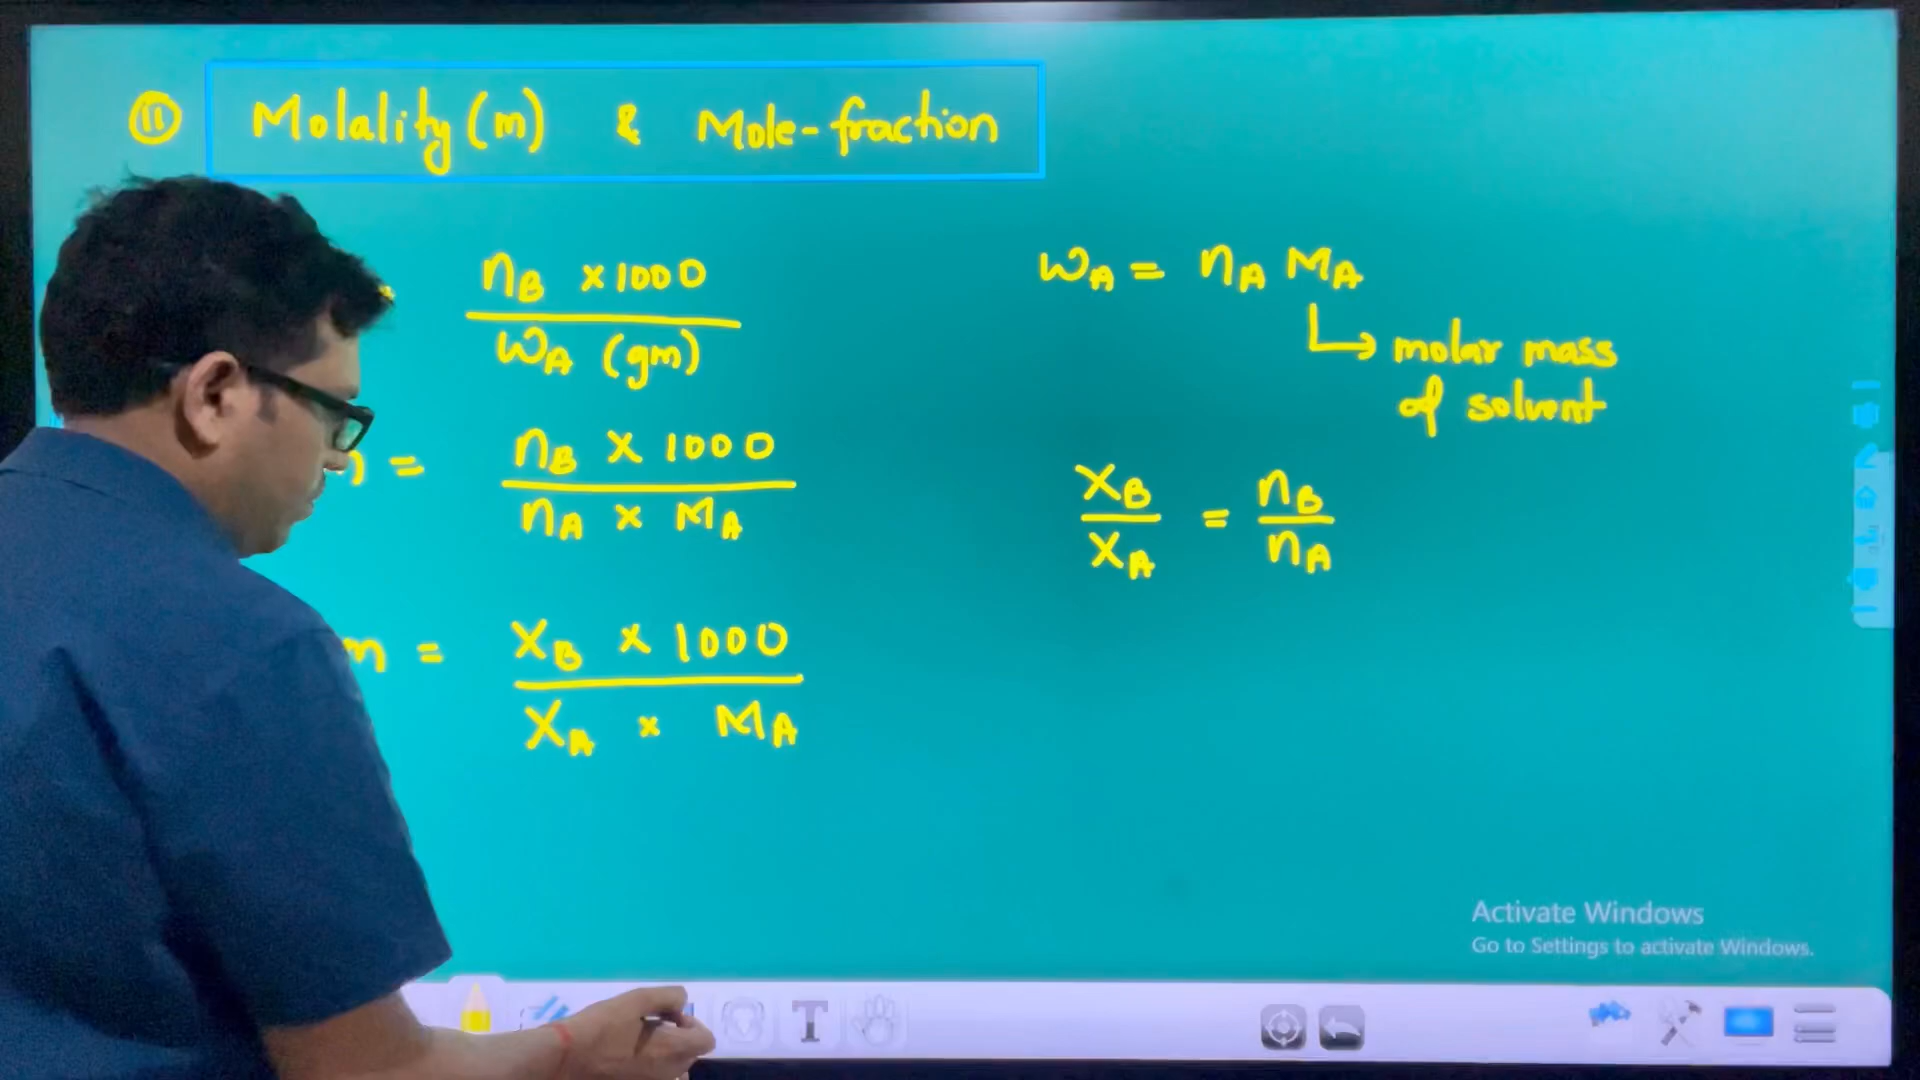 11 Molality (m) & Mole-fraction
nB × 1000
WA (gm)
WA = nA MA
molar mass
of solvent
m = nB × 1000
nA × MA
XB = nB
XA nA
m = XB × 1000
XA × MA
Activate Windows
Go to Settings to activate Windows.
T